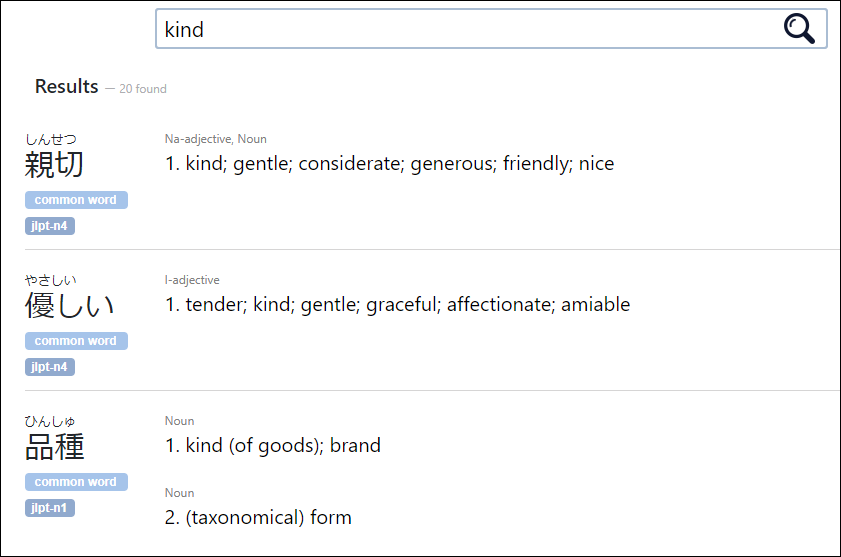 kind
Results — 20 found
しんせつ
親切
common word
jlpt-n4
Na-adjective, Noun
1. kind; gentle; considerate; generous; friendly; nice
やさしい
優しい
common word
jlpt-n4
I-adjective
1. tender; kind; gentle; graceful; affectionate; amiable
ひんしゅ
品種
common word
jlpt-n1
Noun
1. kind (of goods); brand
Noun
2. (taxonomical) form